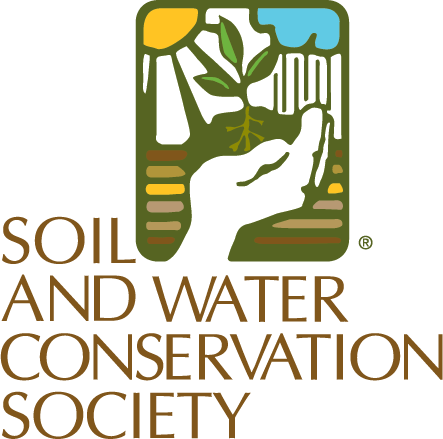 SOIL
®
AND WATER
CONSERVATION
SOCIETY